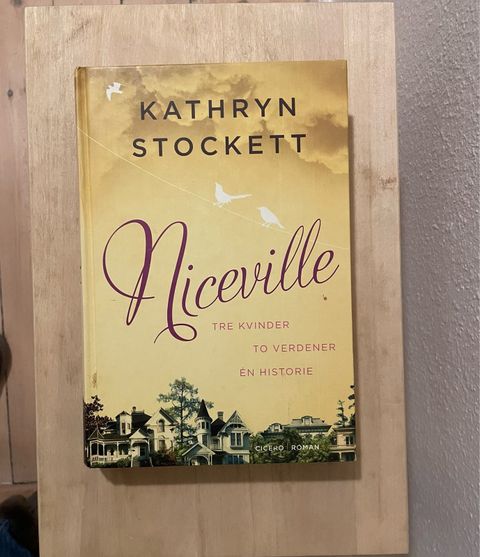 KATHRYN
STOCKETT
Niceville
TRE KVINDER
TO VERDENER
ÉN HISTORIE
CICERO | ROMAN